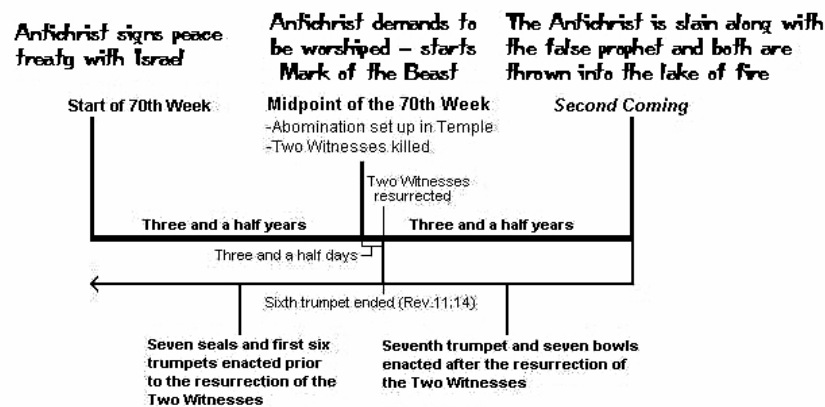 Antichrist signs peace
treaty with Israel
Antichrist demands to
be worshiped – starts
Mark of the Beast
The Antichrist is slain along with
the false prophet and both are
thrown into the lake of fire
Start of 70th Week
Midpoint of the 70th Week
-Abomination set up in Temple
-Two Witnesses killed
Second Coming
Two Witnesses
resurrected
Three and a half years
Three and a half years
Three and a half days
Sixth trumpet ended (Rev.11;14)
Seven seals and first six
trumpets enacted prior
to the resurrection of the
Two Witnesses
Seventh trumpet and seven bowls
enacted after the resurrection of
the Two Witnesses